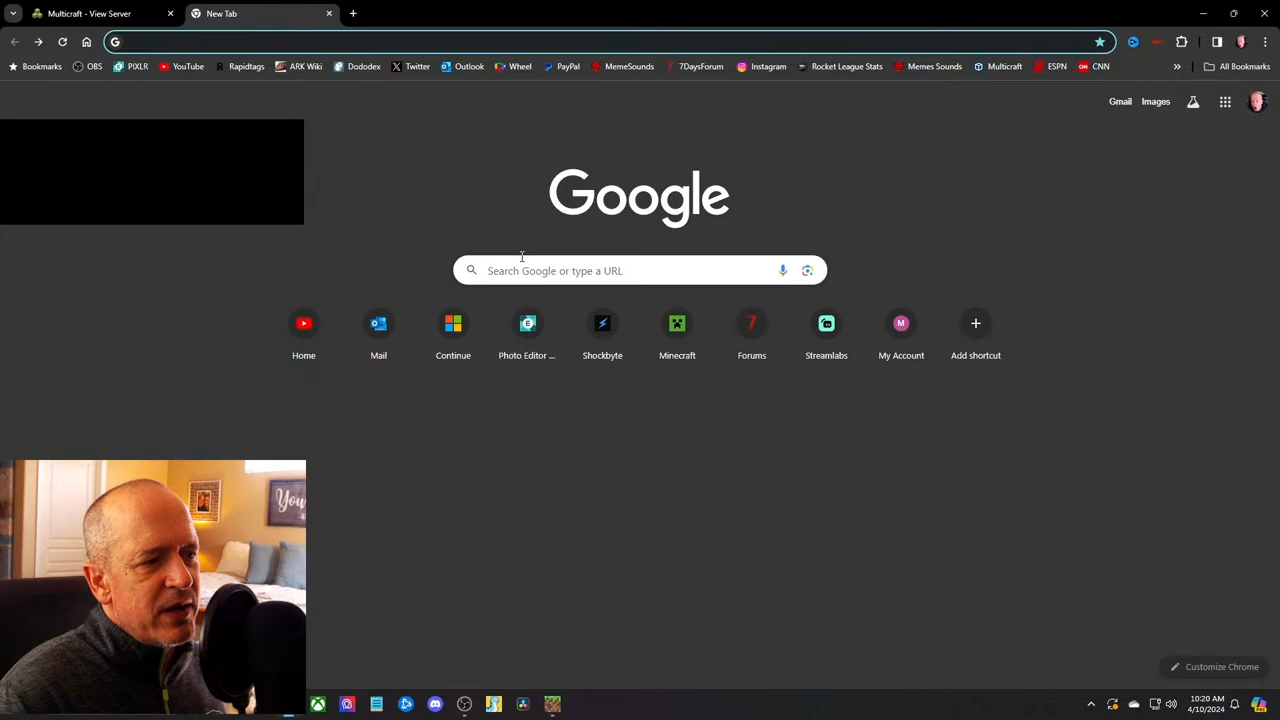 Multicraft - View Server
New Tab
Bookmarks OBS PIXLR YouTube Rapidtags ARK Wiki Dododex Twitter Outlook Wheel PayPal MemeSounds 7DaysForum Instagram Rocket League Stats Memes Sounds Multicraft ESPN CNN » All Bookmarks
Gmail Images
Google
Search Google or type a URL
Home Mail Continue Photo Editor ... Shockbyte Minecraft Forums Streamlabs My Account Add shortcut
You
Customize Chrome
10:20 AM
4/10/2024